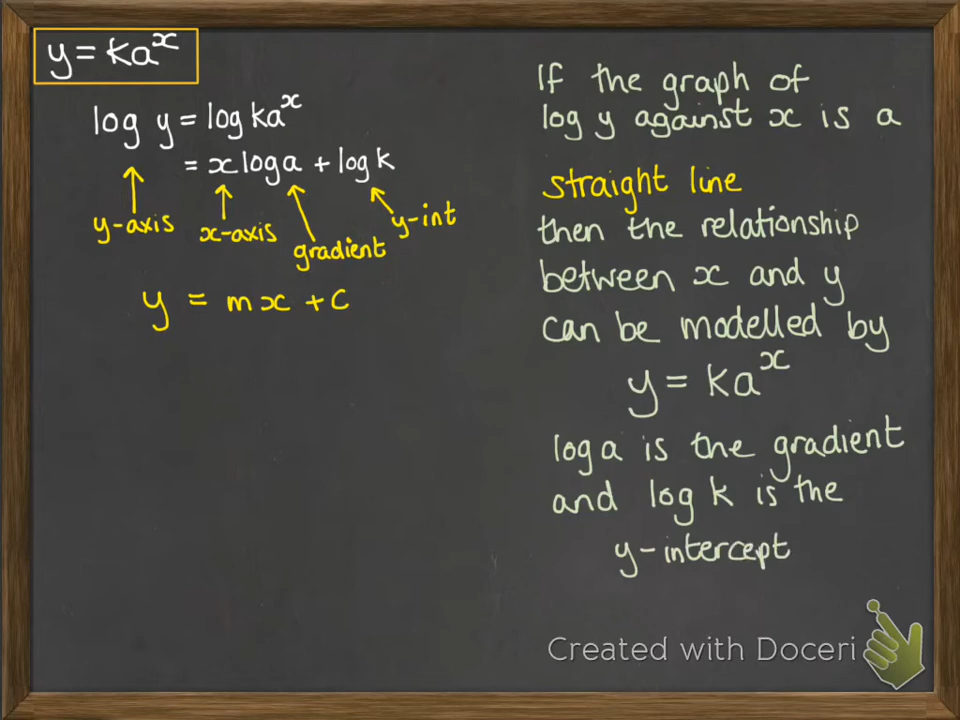 y = kaˣ
log y = log kaˣ
= x log a + log k
y-axis
x-axis
gradient
y-int
y = mx + c
If the graph of
log y against x is a
straight line
then the relationship
between x and y
can be modelled by
y = kaˣ
log a is the gradient
and log k is the
y-intercept
Created with Doceri